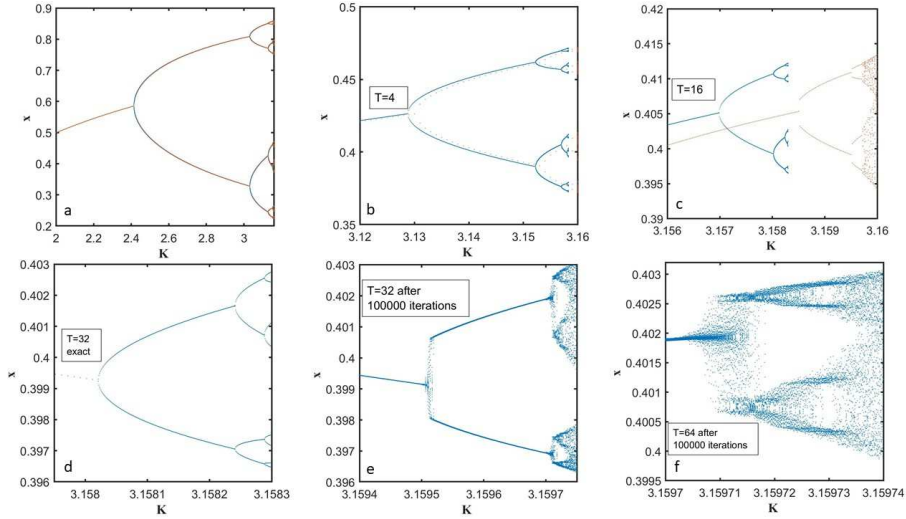 0.9
0.8
0.7
0.6
0.5
0.4
0.3
0.2
x
a
2
2.2
2.4
2.6
2.8
3
K
0.5
0.45
0.4
0.35
x
T=4
b
3.12
3.13
3.14
3.15
3.16
K
0.42
0.415
0.41
0.405
0.4
0.395
0.39
x
T=16
c
3.156
3.157
3.158
3.159
3.16
K
0.403
0.402
0.401
0.4
0.399
0.398
0.397
0.396
x
T=32
exact
d
3.158
3.1581
3.1582
3.1583
K
0.403
0.402
0.401
0.4
0.399
0.398
0.397
0.396
x
T=32 after
100000 iterations
e
3.1594
3.1595
3.1596
3.1597
K
0.403
0.4025
0.402
0.4015
0.401
0.4005
0.4
0.3995
x
T=64 after
100000 iterations
f
3.1597
3.15971
3.15972
3.15973
3.15974
K